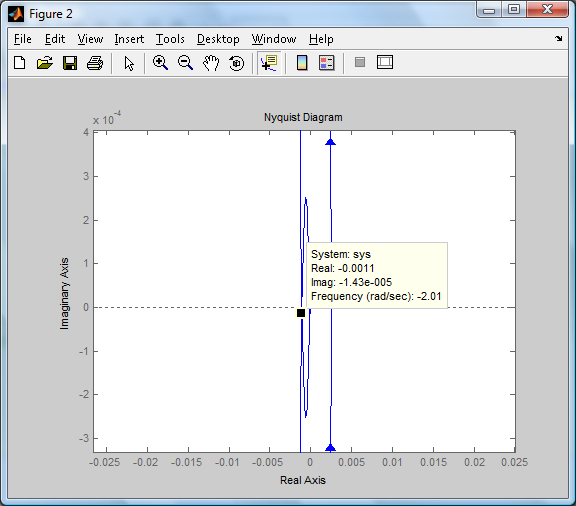 Figure 2
File Edit View Insert Tools Desktop Window Help
Nyquist Diagram
x 10^-4
4
3
2
1
0
-1
-2
-3
Imaginary Axis
System: sys
Real: -0.0011
Imag: -1.43e-005
Frequency (rad/sec): -2.01
-0.025 -0.02 -0.015 -0.01 -0.005 0 0.005 0.01 0.015 0.02 0.025
Real Axis